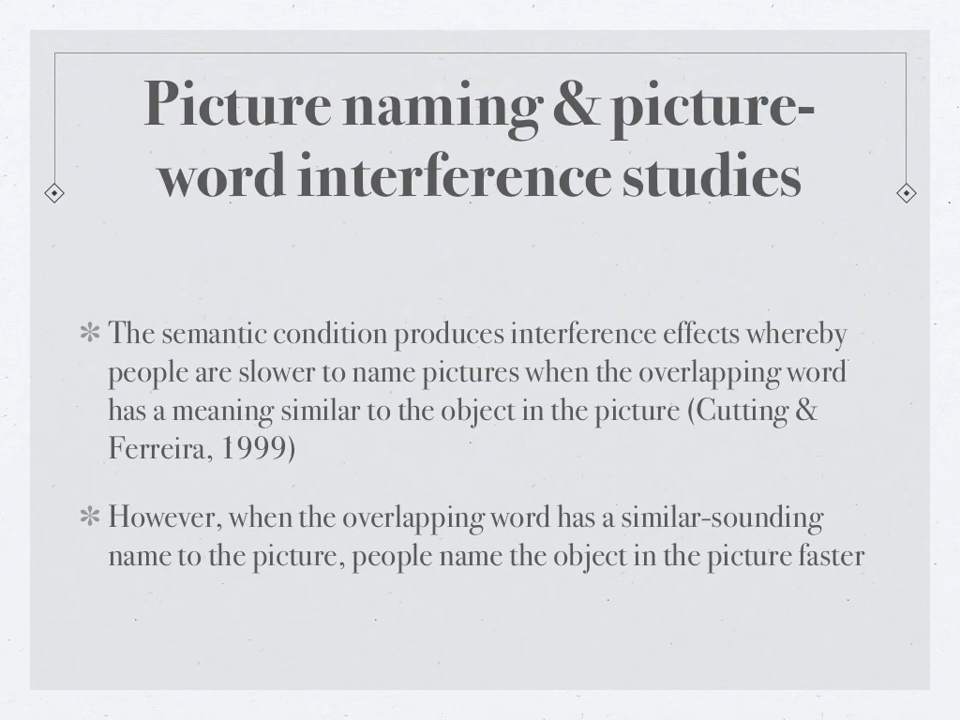 Picture naming & picture-
word interference studies
✻ The semantic condition produces interference effects whereby
people are slower to name pictures when the overlapping word
has a meaning similar to the object in the picture (Cutting &
Ferreira, 1999)
✻ However, when the overlapping word has a similar-sounding
name to the picture, people name the object in the picture faster